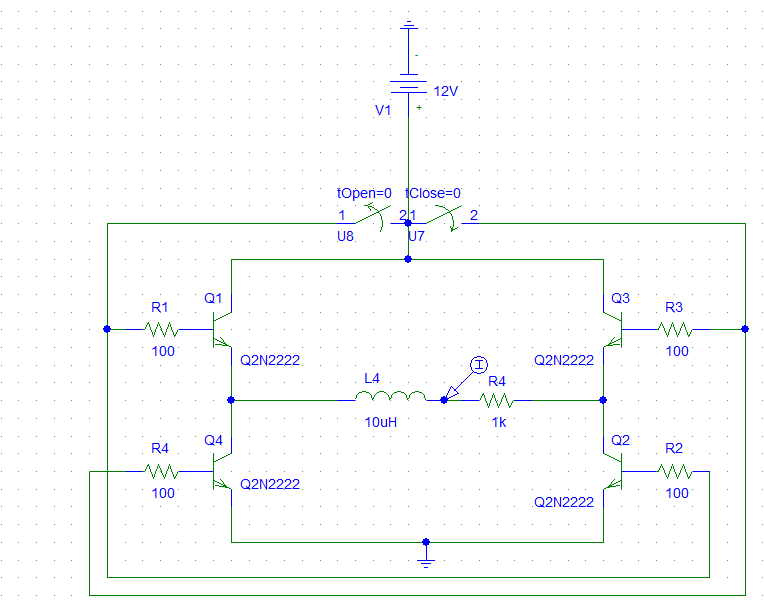 -
12V
V1
+
tOpen=0 tClose=0
1 2 1 2
U8 U7
Q1 Q3
R1 R3
100 100
Q2N2222 Q2N2222
I
L4 R4
10uH 1k
Q4 Q2
R4 R2
Q2N2222
100 100
Q2N2222